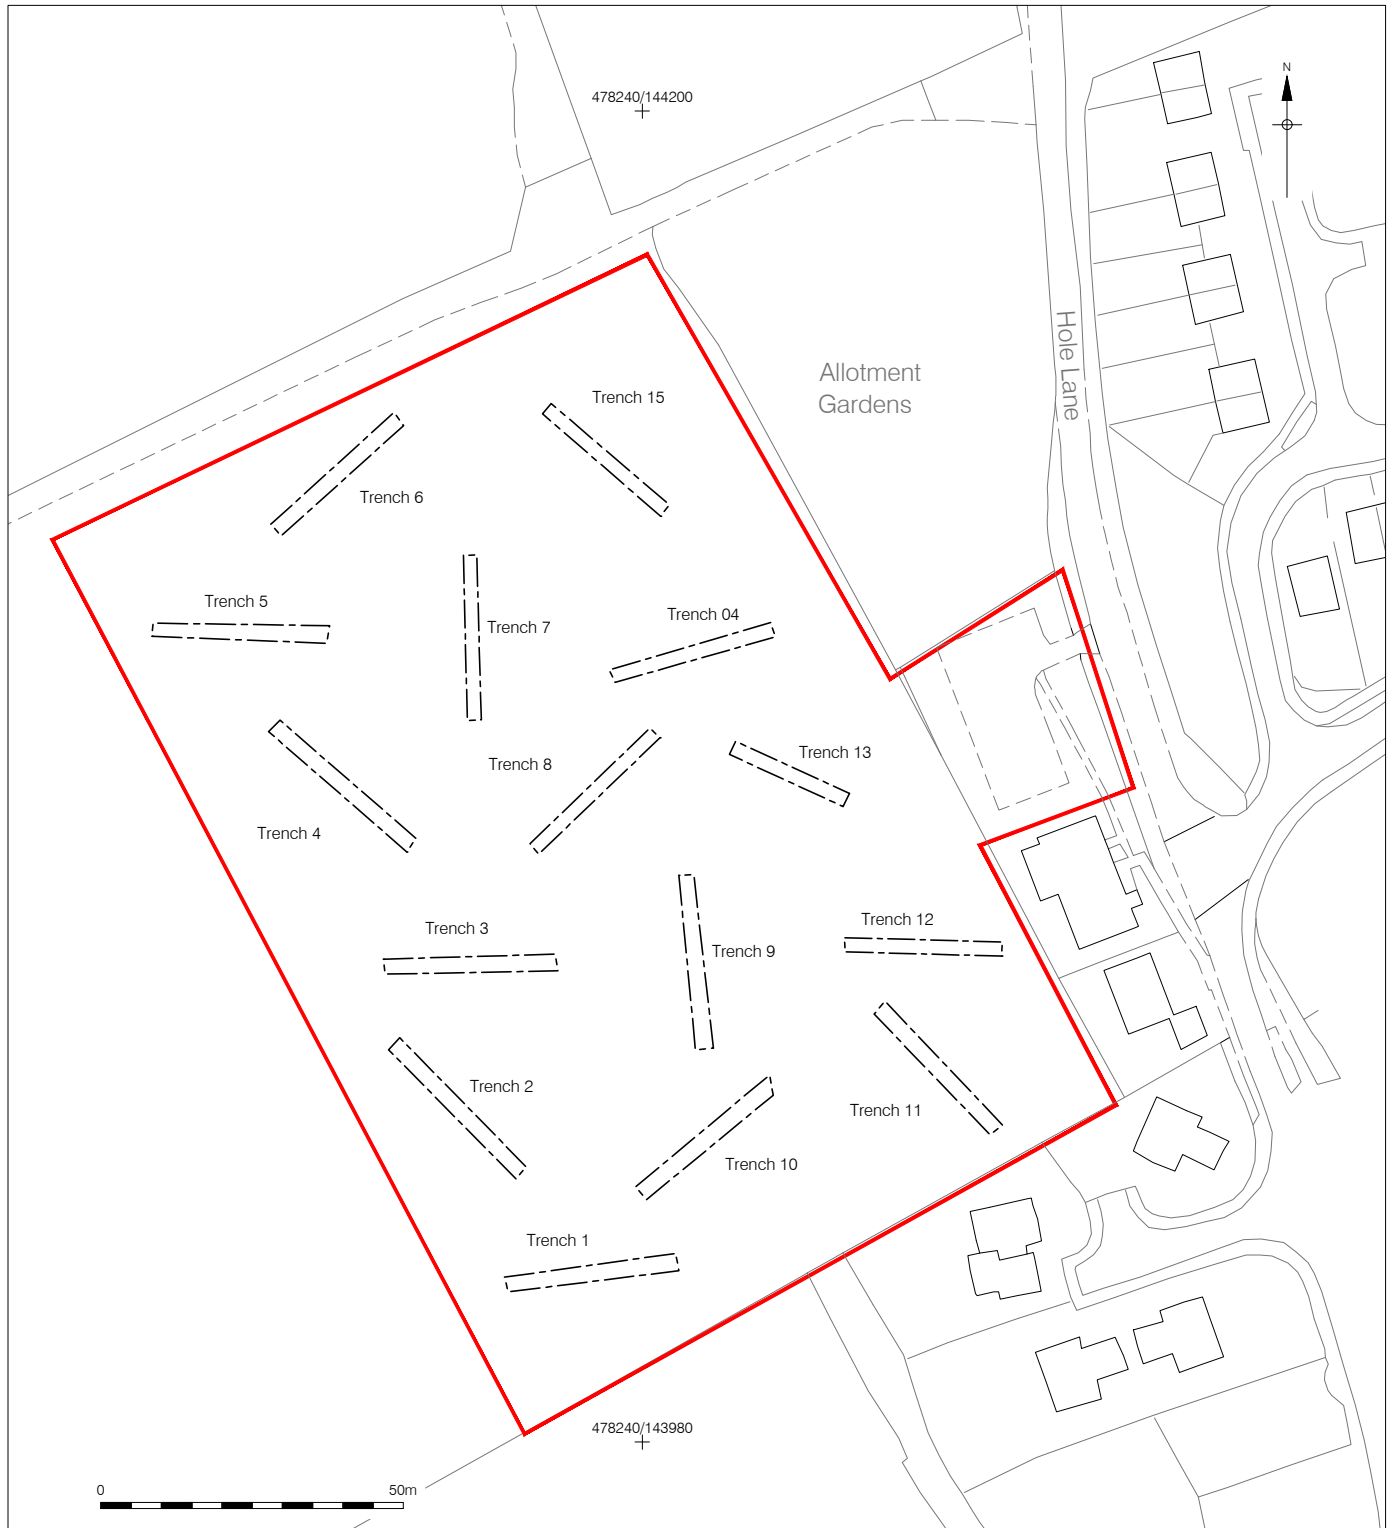 478240/144200
N
Hole Lane
Allotment
Gardens
Trench 15
Trench 6
Trench 5
Trench 7
Trench 04
Trench 8
Trench 13
Trench 4
Trench 3
Trench 9
Trench 12
Trench 2
Trench 11
Trench 10
Trench 1
478240/143980
0 50m